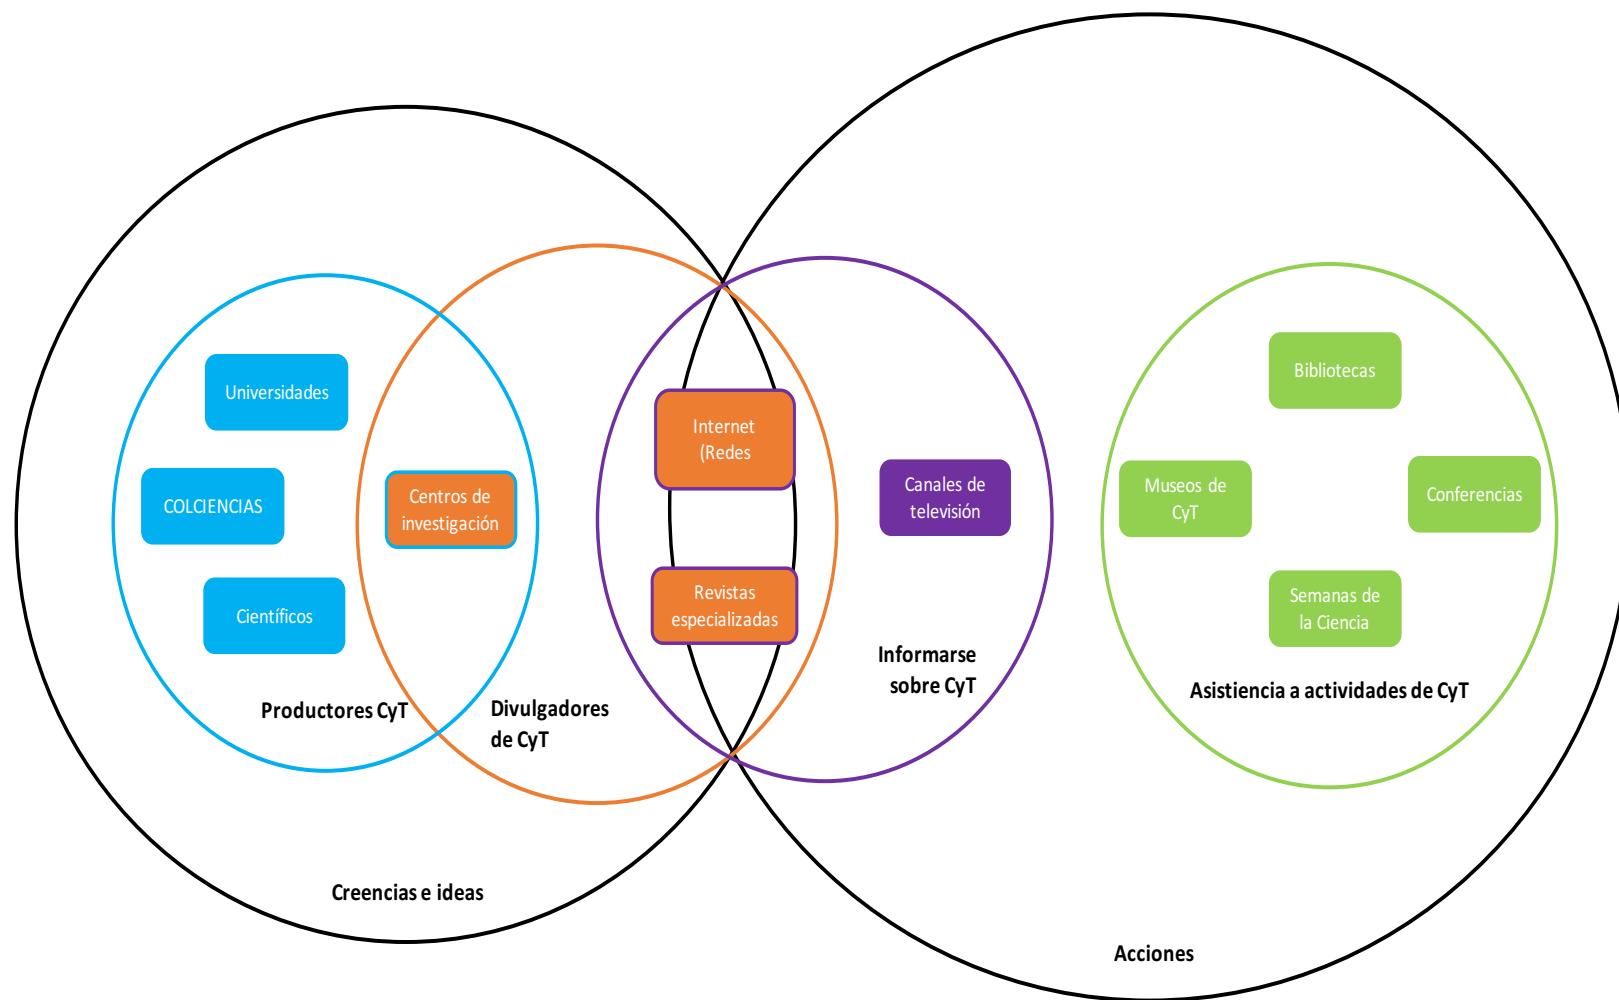 Universidades
COLCIENCIAS
Científicos
Centros de
investigación
Productores CyT
Divulgadores
de CyT
Internet
(Redes
Revistas
especializadas
Canales de
televisión
Informarse
sobre CyT
Bibliotecas
Museos de
CyT
Conferencias
Semanas de
la Ciencia
Asistiencia a actividades de CyT
Creencias e ideas
Acciones